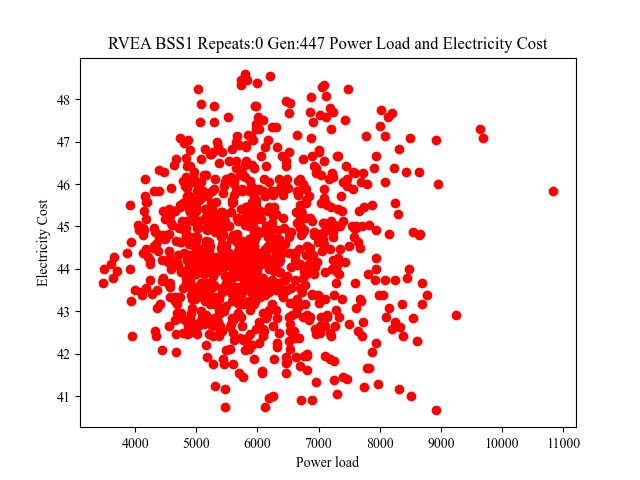 RVEA BSS1 Repeats:0 Gen:447 Power Load and Electricity Cost
48
47
46
45
44
43
42
41
Electricity Cost
4000 5000 6000 7000 8000 9000 10000 11000
Power load